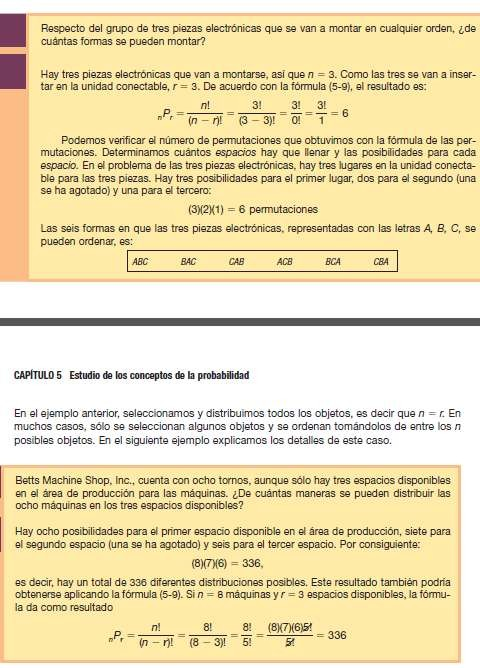 Respecto del grupo de tres piezas electrónicas que se van a montar en cualquier orden, ¿de
cuántas formas se pueden montar?
Hay tres piezas electrónicas que van a montarse, así que n = 3. Como las tres se van a inser-
tar en la unidad conectable, r = 3. De acuerdo con la fórmula (5-9), el resultado es:
nPr = n!/(n − r)! = 3!/(3 − 3)! = 3!/0! = 3!/1 = 6
Podemos verificar el número de permutaciones que obtuvimos con la fórmula de las per-
mutaciones. Determinamos cuántos espacios hay que llenar y las posibilidades para cada
espacio. En el problema de las tres piezas electrónicas, hay tres lugares en la unidad conecta-
ble para las tres piezas. Hay tres posibilidades para el primer lugar, dos para el segundo (una
se ha agotado) y una para el tercero:
(3)(2)(1) = 6 permutaciones
Las seis formas en que las tres piezas electrónicas, representadas con las letras A, B, C, se
pueden ordenar, es:
ABC BAC CAB ACB BCA CBA
CAPÍTULO 5 Estudio de los conceptos de la probabilidad
En el ejemplo anterior, seleccionamos y distribuimos todos los objetos, es decir que n = r. En
muchos casos, sólo se seleccionan algunos objetos y se ordenan tomándolos de entre los n
posibles objetos. En el siguiente ejemplo explicamos los detalles de este caso.
Betts Machine Shop, Inc., cuenta con ocho tornos, aunque sólo hay tres espacios disponibles
en el área de producción para las máquinas. ¿De cuántas maneras se pueden distribuir las
ocho máquinas en los tres espacios disponibles?
Hay ocho posibilidades para el primer espacio disponible en el área de producción, siete para
el segundo espacio (una se ha agotado) y seis para el tercer espacio. Por consiguiente:
(8)(7)(6) = 336,
es decir, hay un total de 336 diferentes distribuciones posibles. Este resultado también podría
obtenerse aplicando la fórmula (5-9). Si n = 8 máquinas y r = 3 espacios disponibles, la fórmu-
la da como resultado
nPr = n!/(n − r)! = 8!/(8 − 3)! = 8!/5! = (8)(7)(6)5!/5! = 336